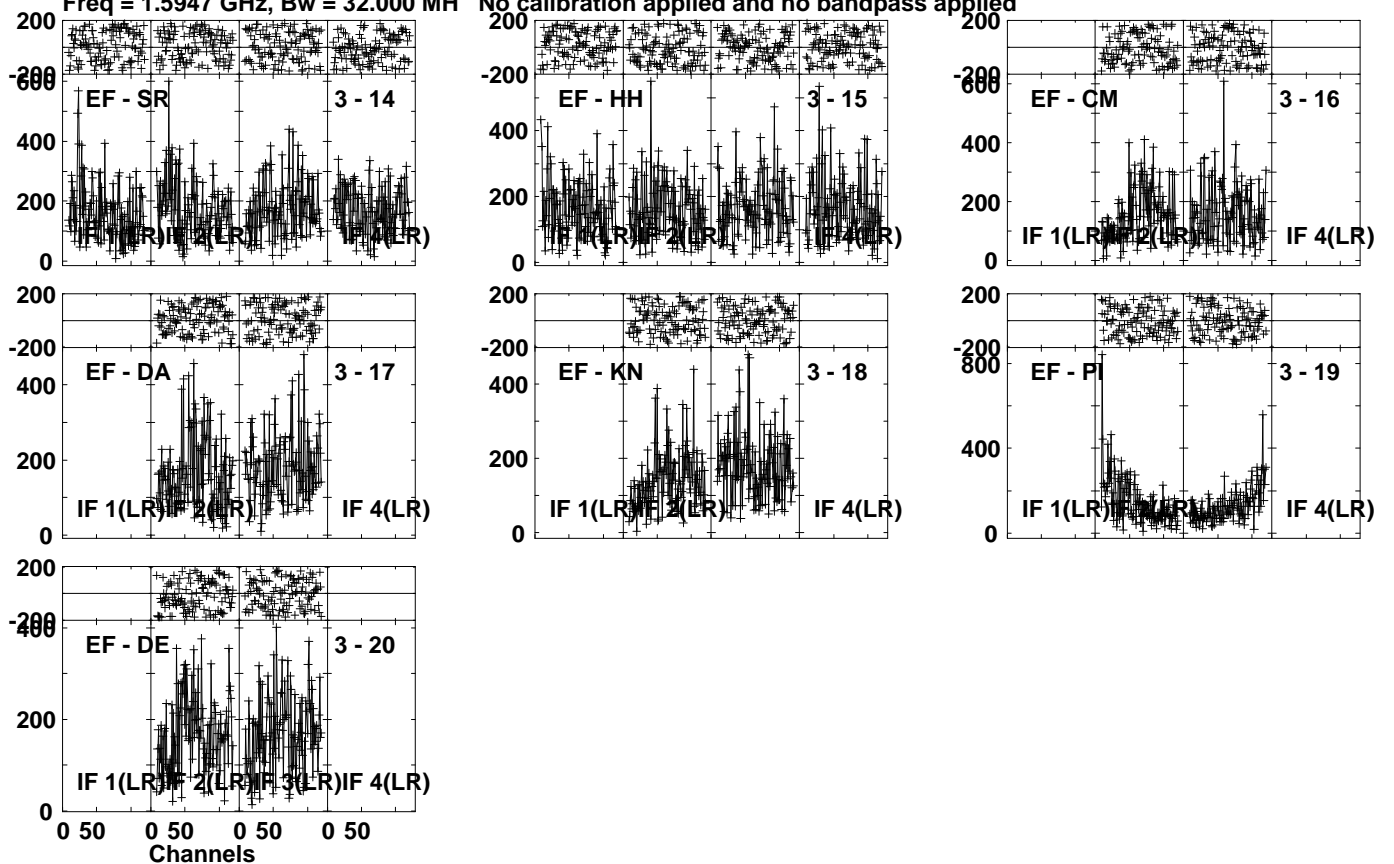 Freq = 1.5947 GHz, Bw = 32.000 MH No calibration applied and no bandpass applied
200
-200
600
400
200
0
EF - SR
3 - 14
IF 1(LR)
IF 2(LR)
IF 4(LR)
200
-200
400
200
0
EF - HH
3 - 15
IF 1(LR)
IF 2(LR)
IF 4(LR)
200
-200
600
400
200
0
EF - CM
3 - 16
IF 1(LR)
IF 2(LR)
IF 4(LR)
200
-200
400
200
0
EF - DA
3 - 17
IF 1(LR)
IF 2(LR)
IF 4(LR)
200
-200
400
200
0
EF - KN
3 - 18
IF 1(LR)
IF 2(LR)
IF 4(LR)
200
-200
800
400
0
EF - PI
3 - 19
IF 1(LR)
IF 2(LR)
IF 4(LR)
200
-200
400
200
0
EF - DE
3 - 20
IF 1(LR)
IF 2(LR)
IF 3(LR)
IF 4(LR)
0 50 0 50 0 50 0 50
Channels